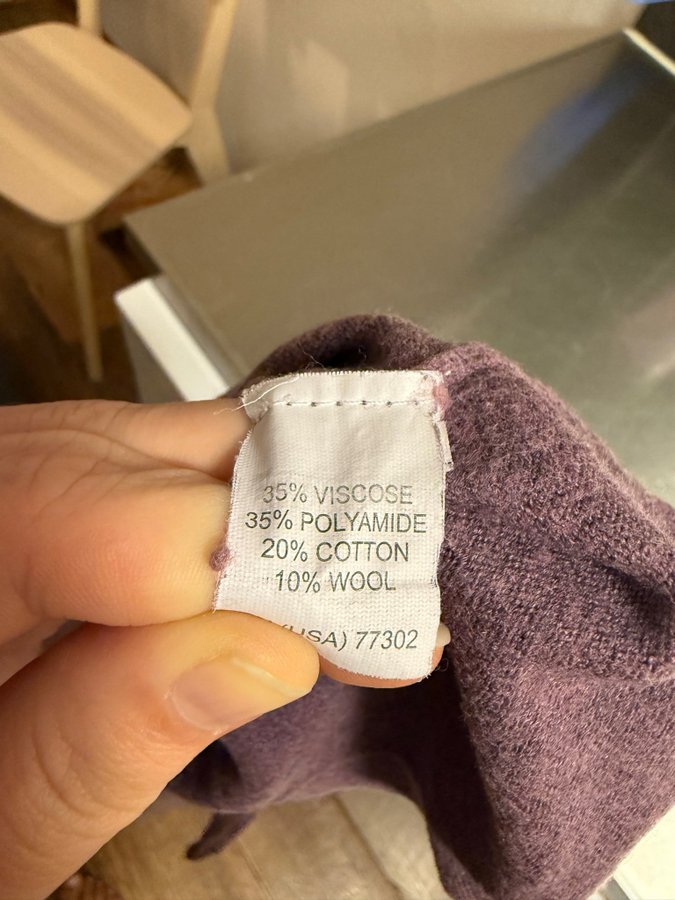 35% VISCOSE
35% POLYAMIDE
20% COTTON
10% WOOL
(USA) 77302